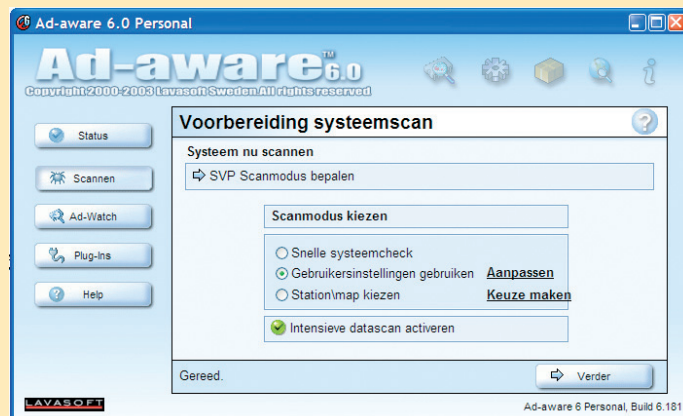 Ad-aware 6.0 Personal
Ad-aware 6.0 TM
Copyright 2000-2003 Lavasoft Sweden All rights reserved
Status
Scannen
Ad-Watch
Plug-Ins
Help
Voorbereiding systeemscan
?
Systeem nu scannen
SVP Scanmodus bepalen
Scanmodus kiezen
Snelle systeemcheck
Gebruikersinstellingen gebruiken Aanpassen
Station\map kiezen Keuze maken
Intensieve datascan activeren
Gereed.
Verder
LAVASOFT
Ad-aware 6 Personal, Build 6.181